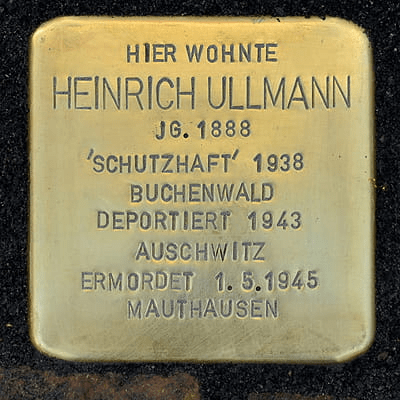 HIER WOHNTE
HEINRICH ULLMANN
JG. 1888
'SCHUTZHAFT' 1938
BUCHENWALD
DEPORTIERT 1943
AUSCHWITZ
ERMORDET 1.5.1945
MAUTHAUSEN